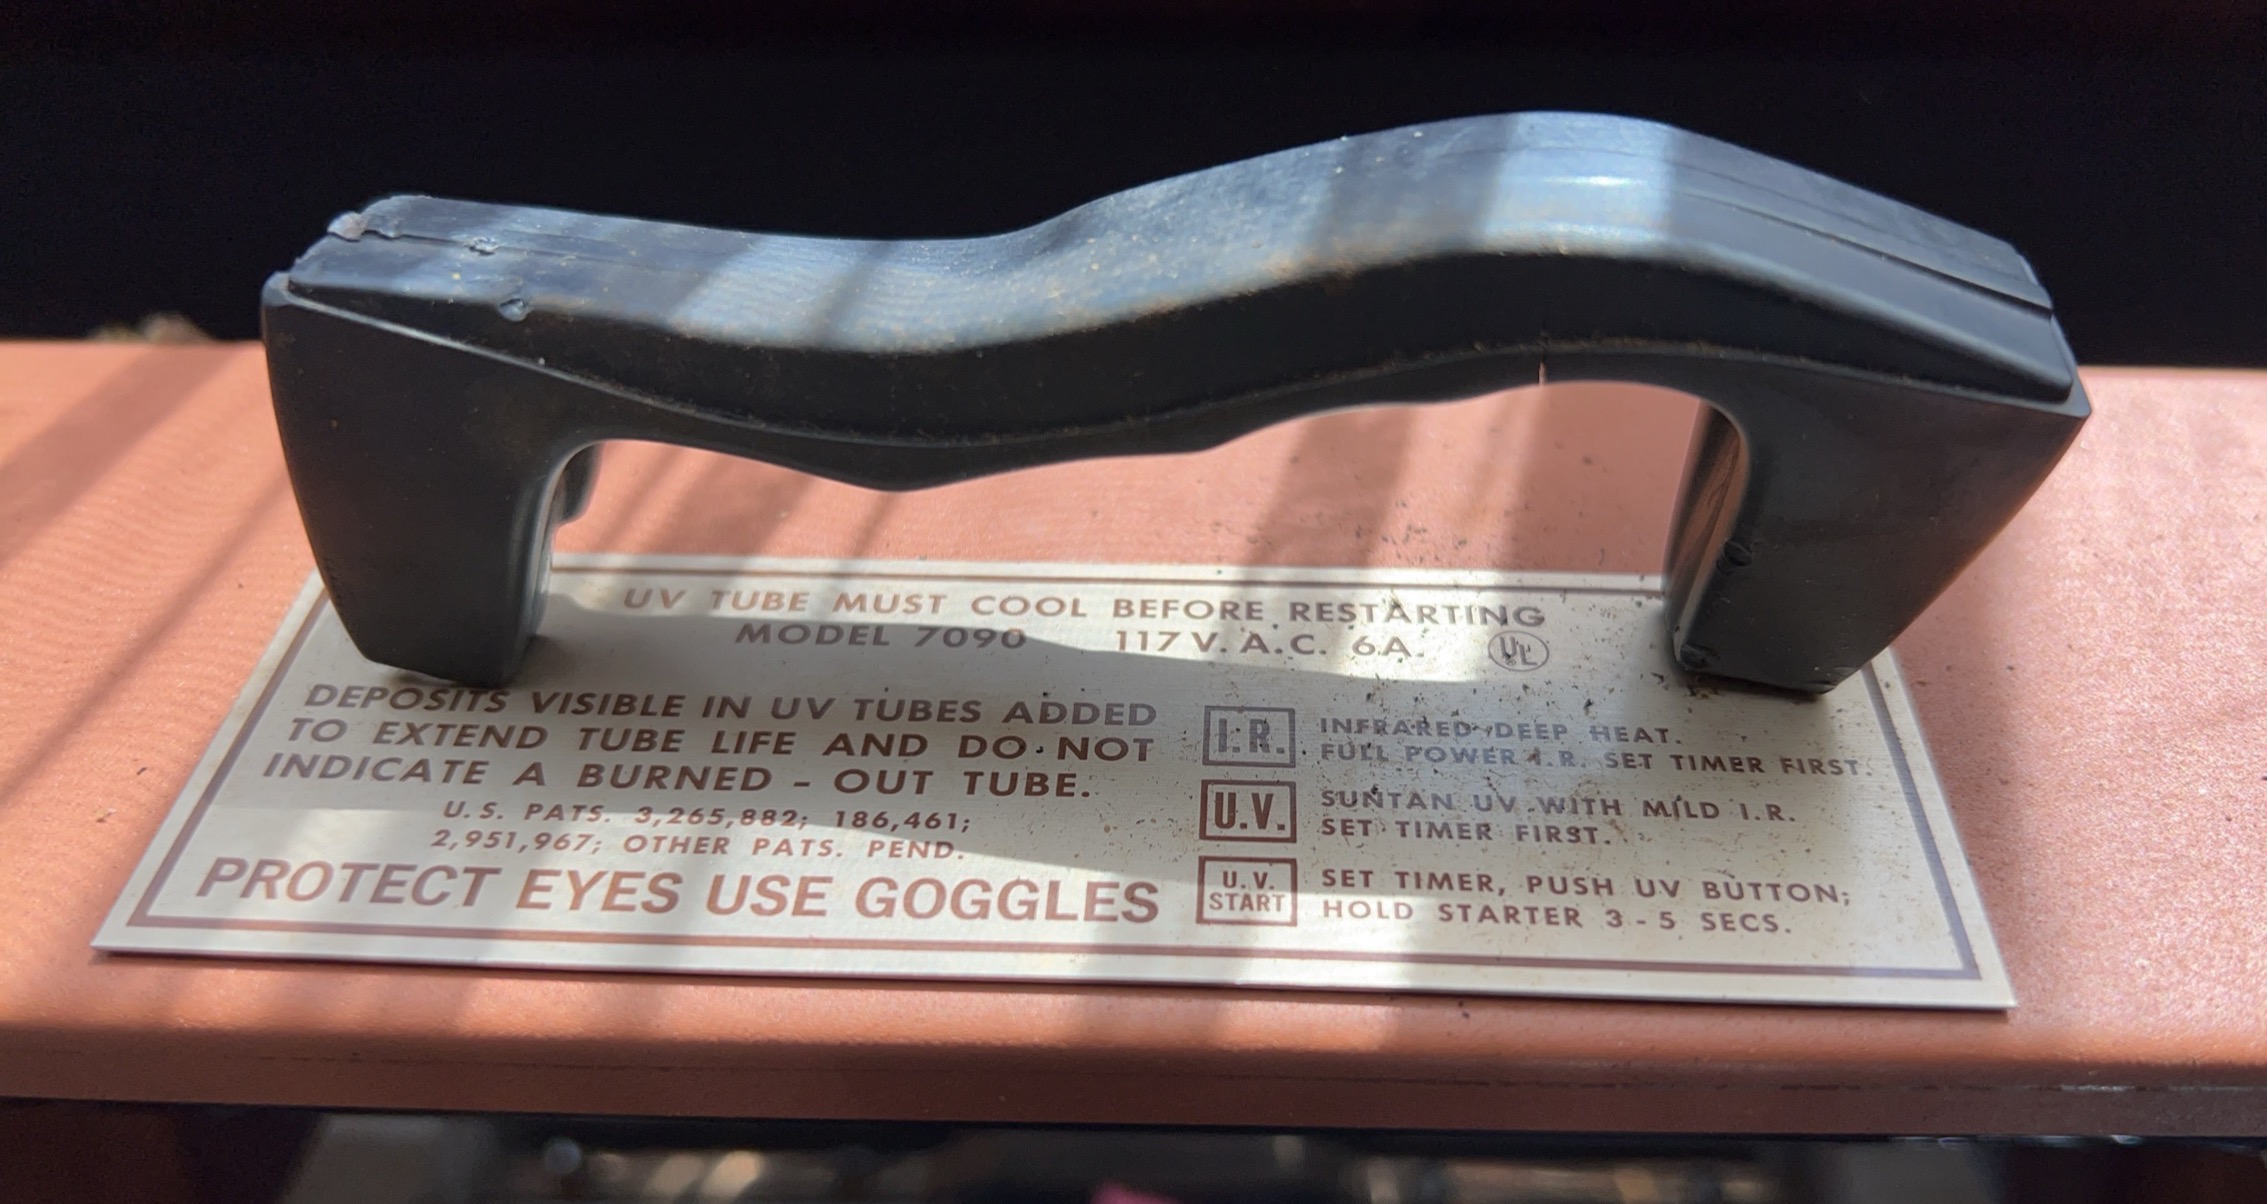 UV TUBE MUST COOL BEFORE RESTARTING
MODEL 7090 117 V. A.C. 6A. UL
DEPOSITS VISIBLE IN UV TUBES ADDED
TO EXTEND TUBE LIFE AND DO NOT
INDICATE A BURNED - OUT TUBE.
U.S. PATS. 3,265,882; 186,461;
2,951,967; OTHER PATS. PEND.
PROTECT EYES USE GOGGLES
I.R. INFRARED-DEEP HEAT.
FULL POWER I.R. SET TIMER FIRST.
U.V. SUNTAN UV WITH MILD I.R.
SET TIMER FIRST.
U.V.
START
SET TIMER, PUSH UV BUTTON;
HOLD STARTER 3 - 5 SECS.